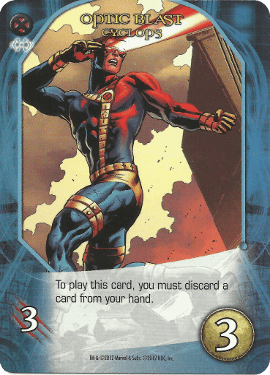 OPTIC BLAST
CYCLOPS
To play this card, you must discard a
card from your hand.
3
3